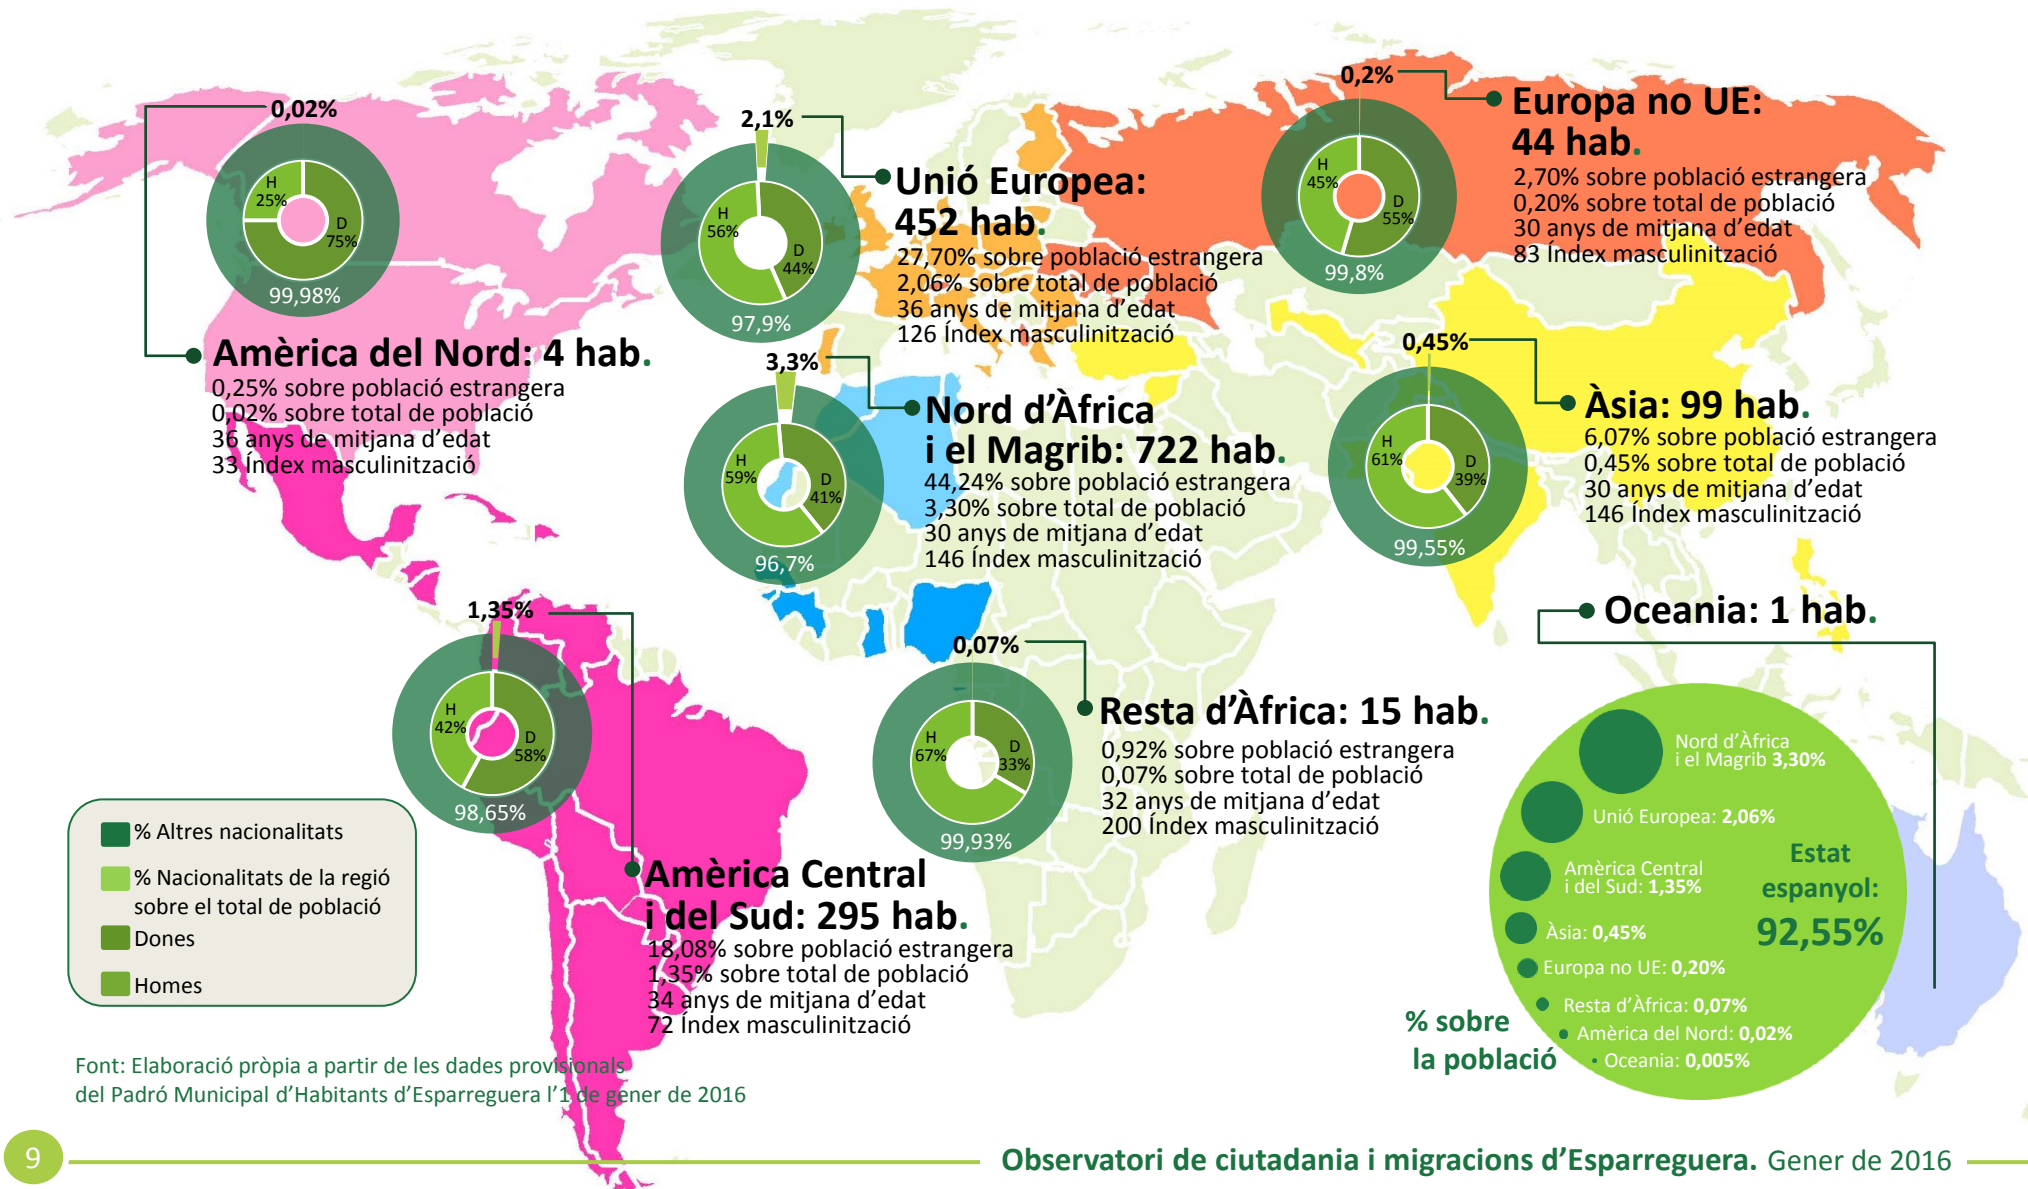 0,02%
H
25%
D
75%
99,98%
Amèrica del Nord: 4 hab.
0,25% sobre població estrangera
0,02% sobre total de població
36 anys de mitjana d'edat
33 Índex masculinització
2,1%
H
56%
D
44%
97,9%
Unió Europea:
452 hab.
27,70% sobre població estrangera
2,06% sobre total de població
36 anys de mitjana d'edat
126 Índex masculinització
0,2%
H
45%
D
55%
99,8%
Europa no UE:
44 hab.
2,70% sobre població estrangera
0,20% sobre total de població
30 anys de mitjana d'edat
83 Índex masculinització
3,3%
H
59%
D
41%
96,7%
Nord d'Àfrica
i el Magrib: 722 hab.
44,24% sobre població estrangera
3,30% sobre total de població
30 anys de mitjana d'edat
146 Índex masculinització
0,45%
H
61%
D
39%
99,55%
Àsia: 99 hab.
6,07% sobre població estrangera
0,45% sobre total de població
30 anys de mitjana d'edat
146 Índex masculinització
Oceania: 1 hab.
1,35%
H
42%
D
58%
98,65%
Amèrica Central
i del Sud: 295 hab.
18,08% sobre població estrangera
1,35% sobre total de població
34 anys de mitjana d'edat
72 Índex masculinització
0,07%
H
67%
D
33%
99,93%
Resta d'Àfrica: 15 hab.
0,92% sobre població estrangera
0,07% sobre total de població
32 anys de mitjana d'edat
200 Índex masculinització
Nord d'Àfrica
i el Magrib 3,30%
Unió Europea: 2,06%
Amèrica Central
i del Sud: 1,35%
Àsia: 0,45%
Europa no UE: 0,20%
Resta d'Àfrica: 0,07%
Amèrica del Nord: 0,02%
Oceania: 0,005%
Estat
espanyol:
92,55%
% sobre
la població
% Altres nacionalitats
% Nacionalitats de la regió
sobre el total de població
Dones
Homes
Font: Elaboració pròpia a partir de les dades provisionals
del Padró Municipal d'Habitants d'Esparreguera l'1 de gener de 2016
9
Observatori de ciutadania i migracions d'Esparreguera. Gener de 2016